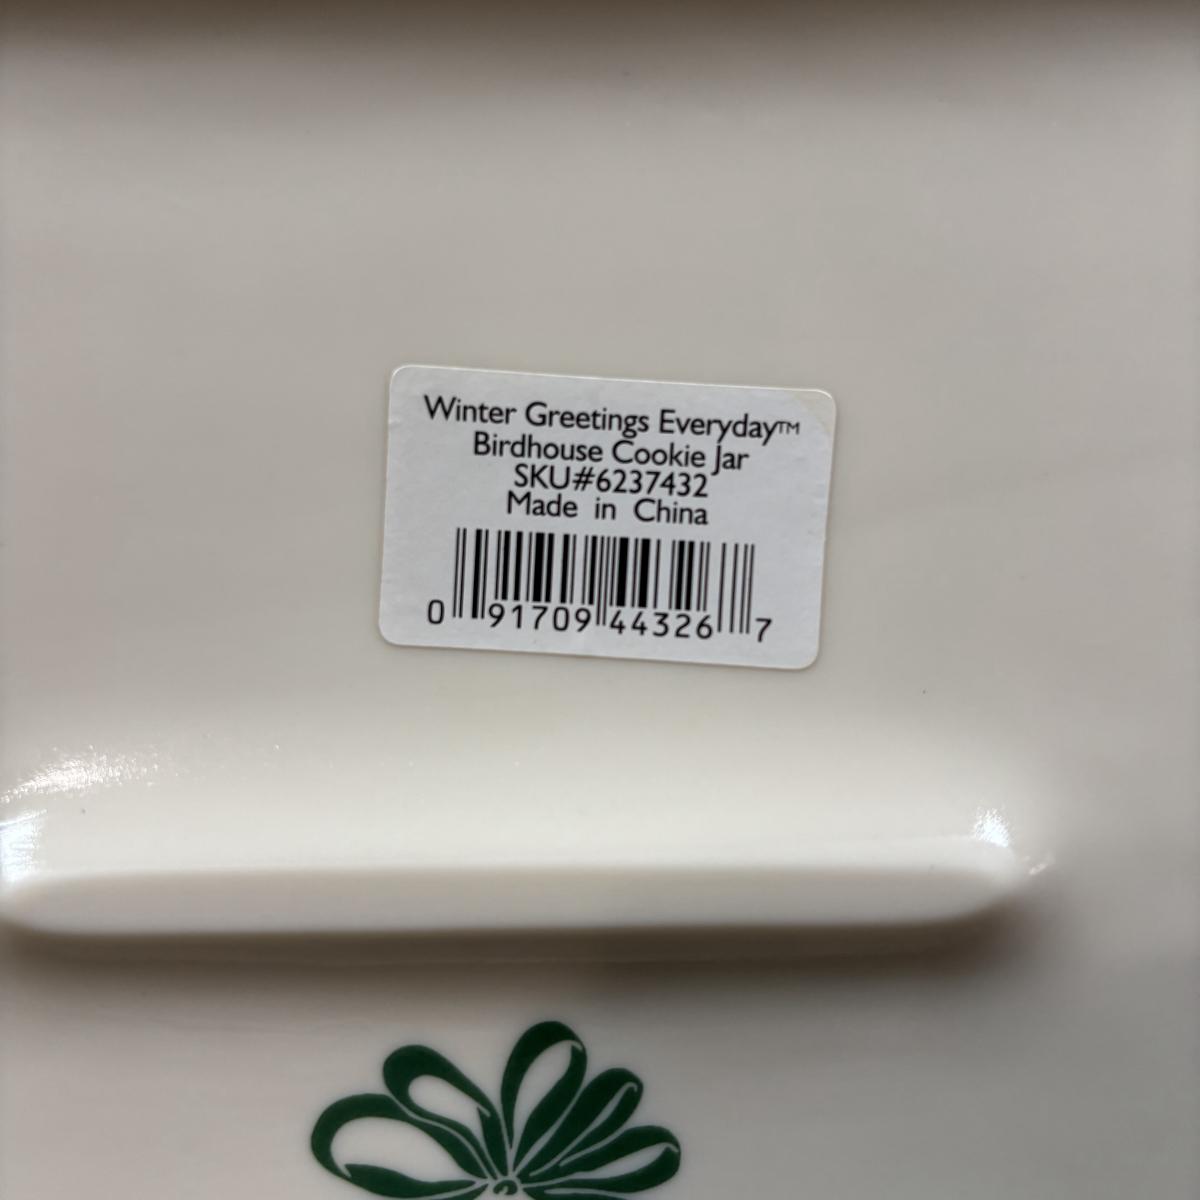 Winter Greetings Everyday™
Birdhouse Cookie Jar
SKU#6237432
Made in China
0 91709 44326 7